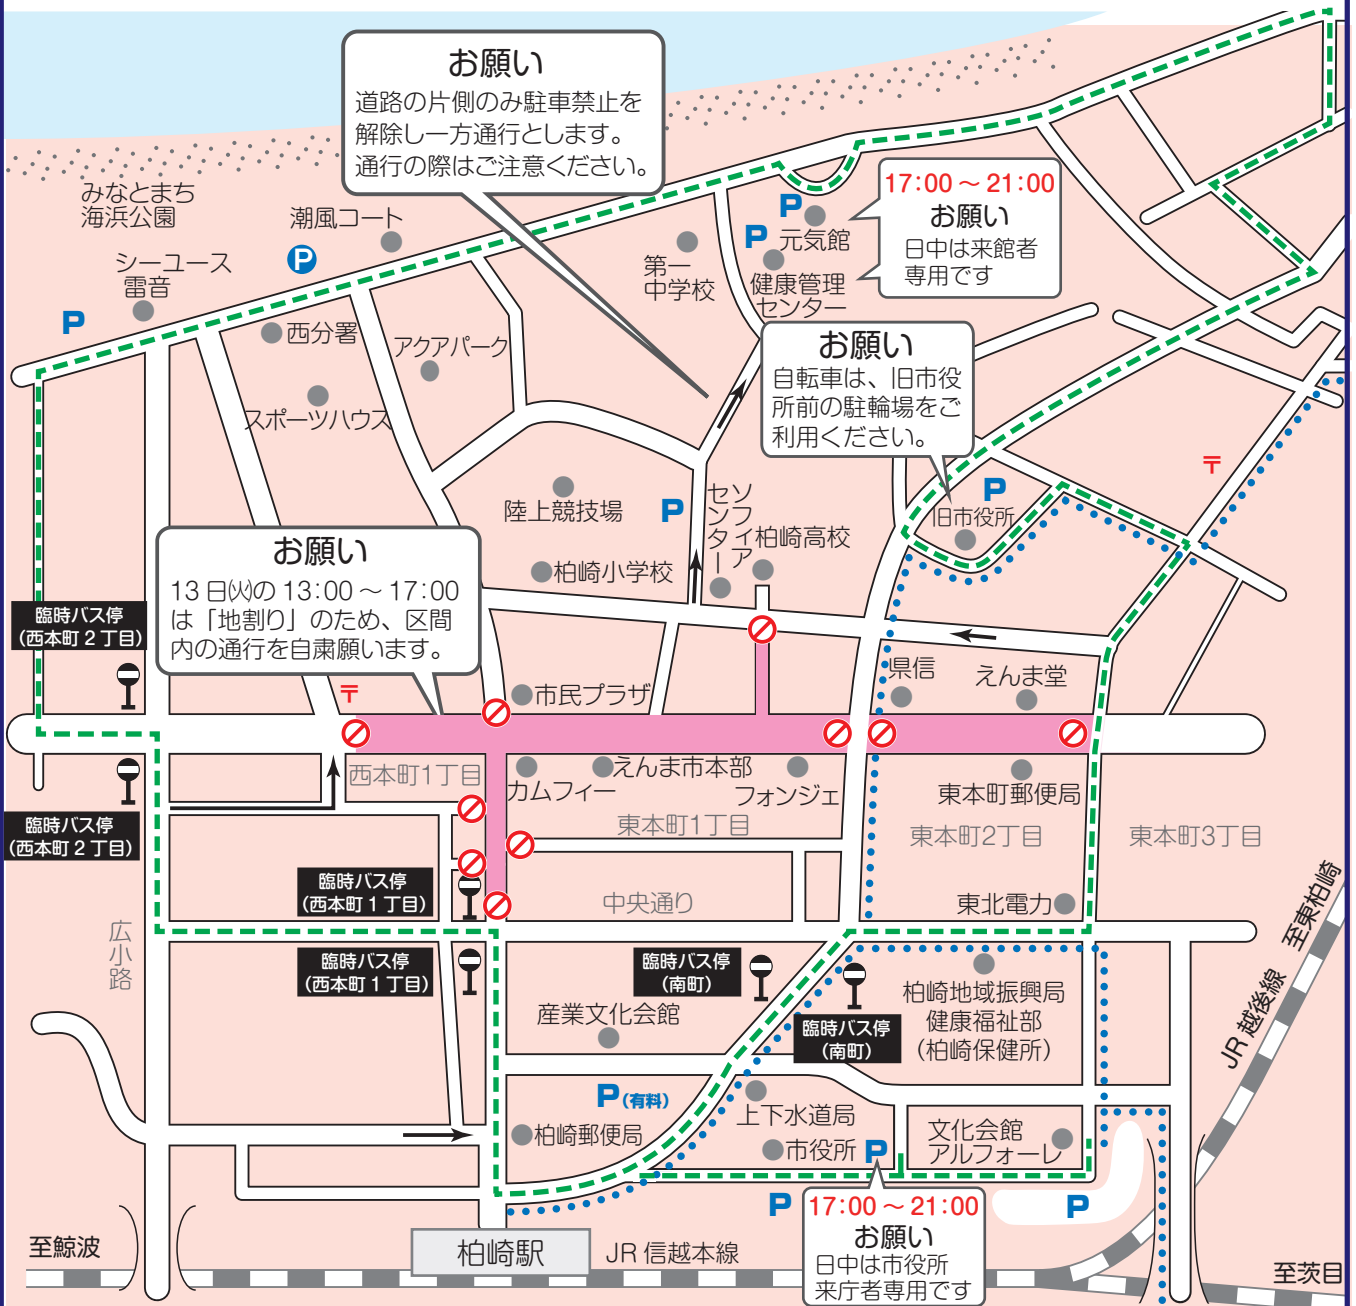 お願い
道路の片側のみ駐車禁止を
解除し一方通行とします。
通行の際はご注意ください。
みなとまち
海浜公園
潮風コート
P
シーユース
雷音
P
西分署
アクアパーク
スポーツハウス
第一
中学校
P
元気館
P
健康管理
センター
17:00～21:00
お願い
日中は来館者
専用です
お願い
自転車は、旧市役
所前の駐輪場をご
利用ください。
〒
P
旧市役所
陸上競技場
P
ソフィア
センター
柏崎高校
柏崎小学校
お願い
13日㈫の13:00～17:00
は「地割り」のため、区間
内の通行を自粛願います。
臨時バス停
(西本町2丁目)
〒
市民プラザ
県信
えんま堂
西本町1丁目
カムフィー
えんま市本部
フォンジェ
東本町郵便局
臨時バス停
(西本町2丁目)
東本町1丁目
東本町2丁目
東本町3丁目
臨時バス停
(西本町1丁目)
中央通り
東北電力
至東柏崎
広小路
臨時バス停
(西本町1丁目)
臨時バス停
(南町)
臨時バス停
(南町)
柏崎地域振興局
健康福祉部
(柏崎保健所)
JR越後線
産業文化会館
P(有料)
上下水道局
柏崎郵便局
市役所
P
文化会館
アルフォーレ
P
17:00～21:00
お願い
日中は市役所
来庁者専用です
P
至鯨波
柏崎駅
JR信越本線
至茨目